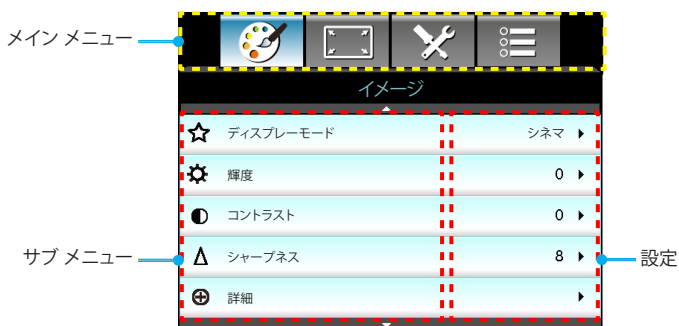 メイン メニュー
イメージ
ディスプレーモード シネマ
輝度 0
コントラスト 0
サブ メニュー シャープネス 8 設定
詳細